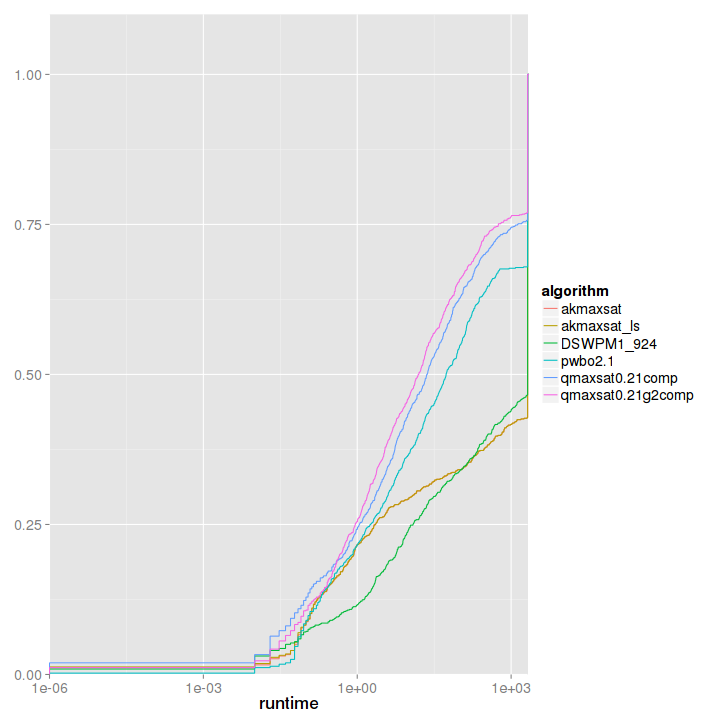 1.00
0.75
0.50
0.25
0.00
1e-06 1e-03 1e+00 1e+03
runtime
algorithm
akmaxsat
akmaxsat_ls
DSWPM1_924
pwbo2.1
qmaxsat0.21comp
qmaxsat0.21g2comp